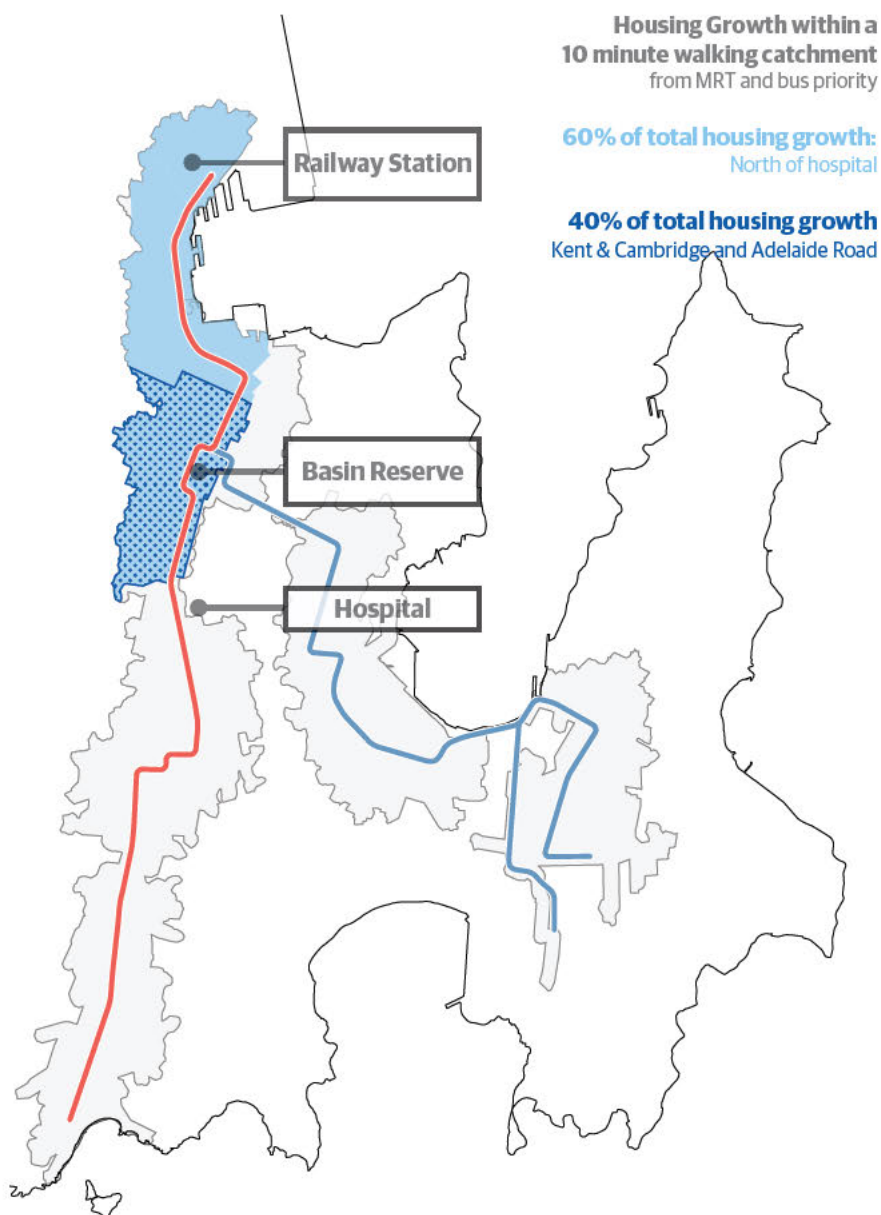 Housing Growth within a
10 minute walking catchment
from MRT and bus priority
60% of total housing growth:
North of hospital
40% of total housing growth
Kent & Cambridge and Adelaide Road
Railway Station
Basin Reserve
Hospital